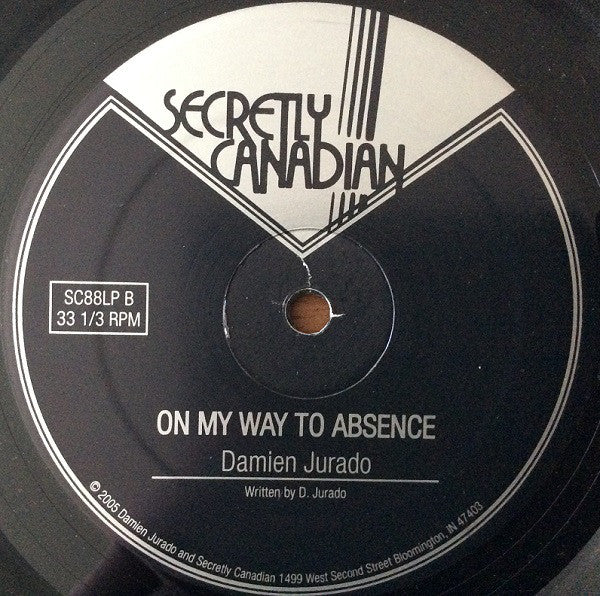 SECRETLY
CANADIAN
SC88LP B
33 1/3 RPM
ON MY WAY TO ABSENCE
Damien Jurado
Written by D. Jurado
© 2005 Damien Jurado and Secretly Canadian 1499 West Second Street Bloomington, IN 47403